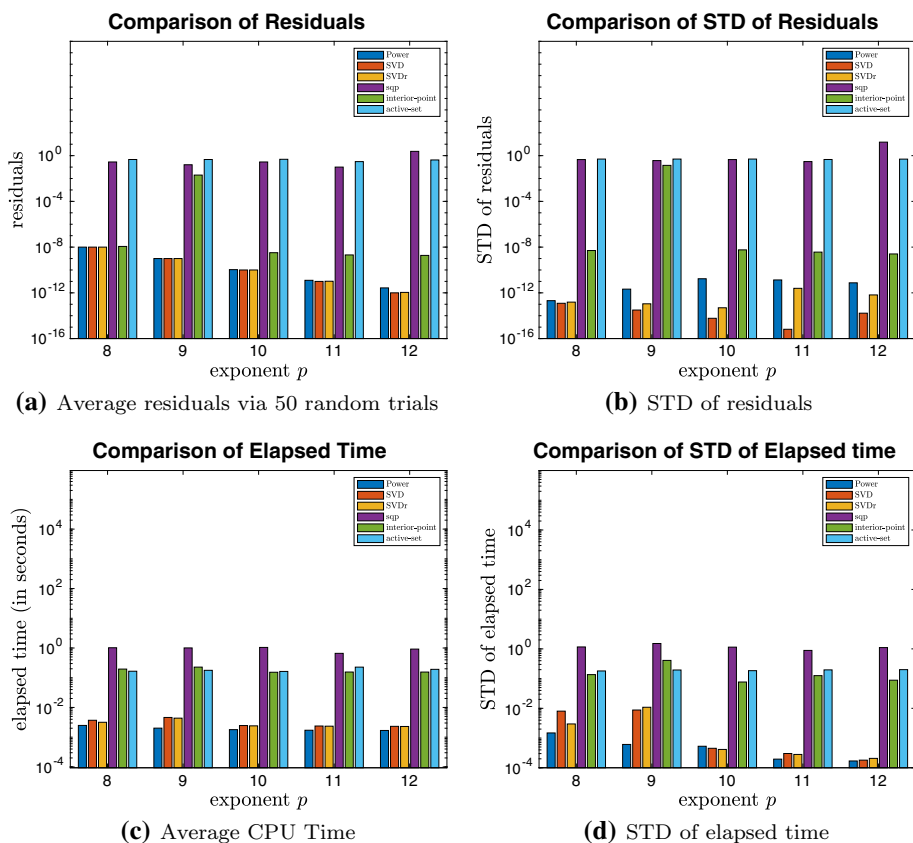 Comparison of Residuals
Power
SVD
SVDr
sqp
interior-point
active-set
residuals
10^0
10^-4
10^-8
10^-12
10^-16
8 9 10 11 12
exponent p
(a) Average residuals via 50 random trials
Comparison of STD of Residuals
Power
SVD
SVDr
sqp
interior-point
active-set
STD of residuals
10^0
10^-4
10^-8
10^-12
10^-16
8 9 10 11 12
exponent p
(b) STD of residuals
Comparison of Elapsed Time
Power
SVD
SVDr
sqp
interior-point
active-set
elapsed time (in seconds)
10^4
10^2
10^0
10^-2
10^-4
8 9 10 11 12
exponent p
(c) Average CPU Time
Comparison of STD of Elapsed time
Power
SVD
SVDr
sqp
interior-point
active-set
STD of elapsed time
10^4
10^2
10^0
10^-2
10^-4
8 9 10 11 12
exponent p
(d) STD of elapsed time